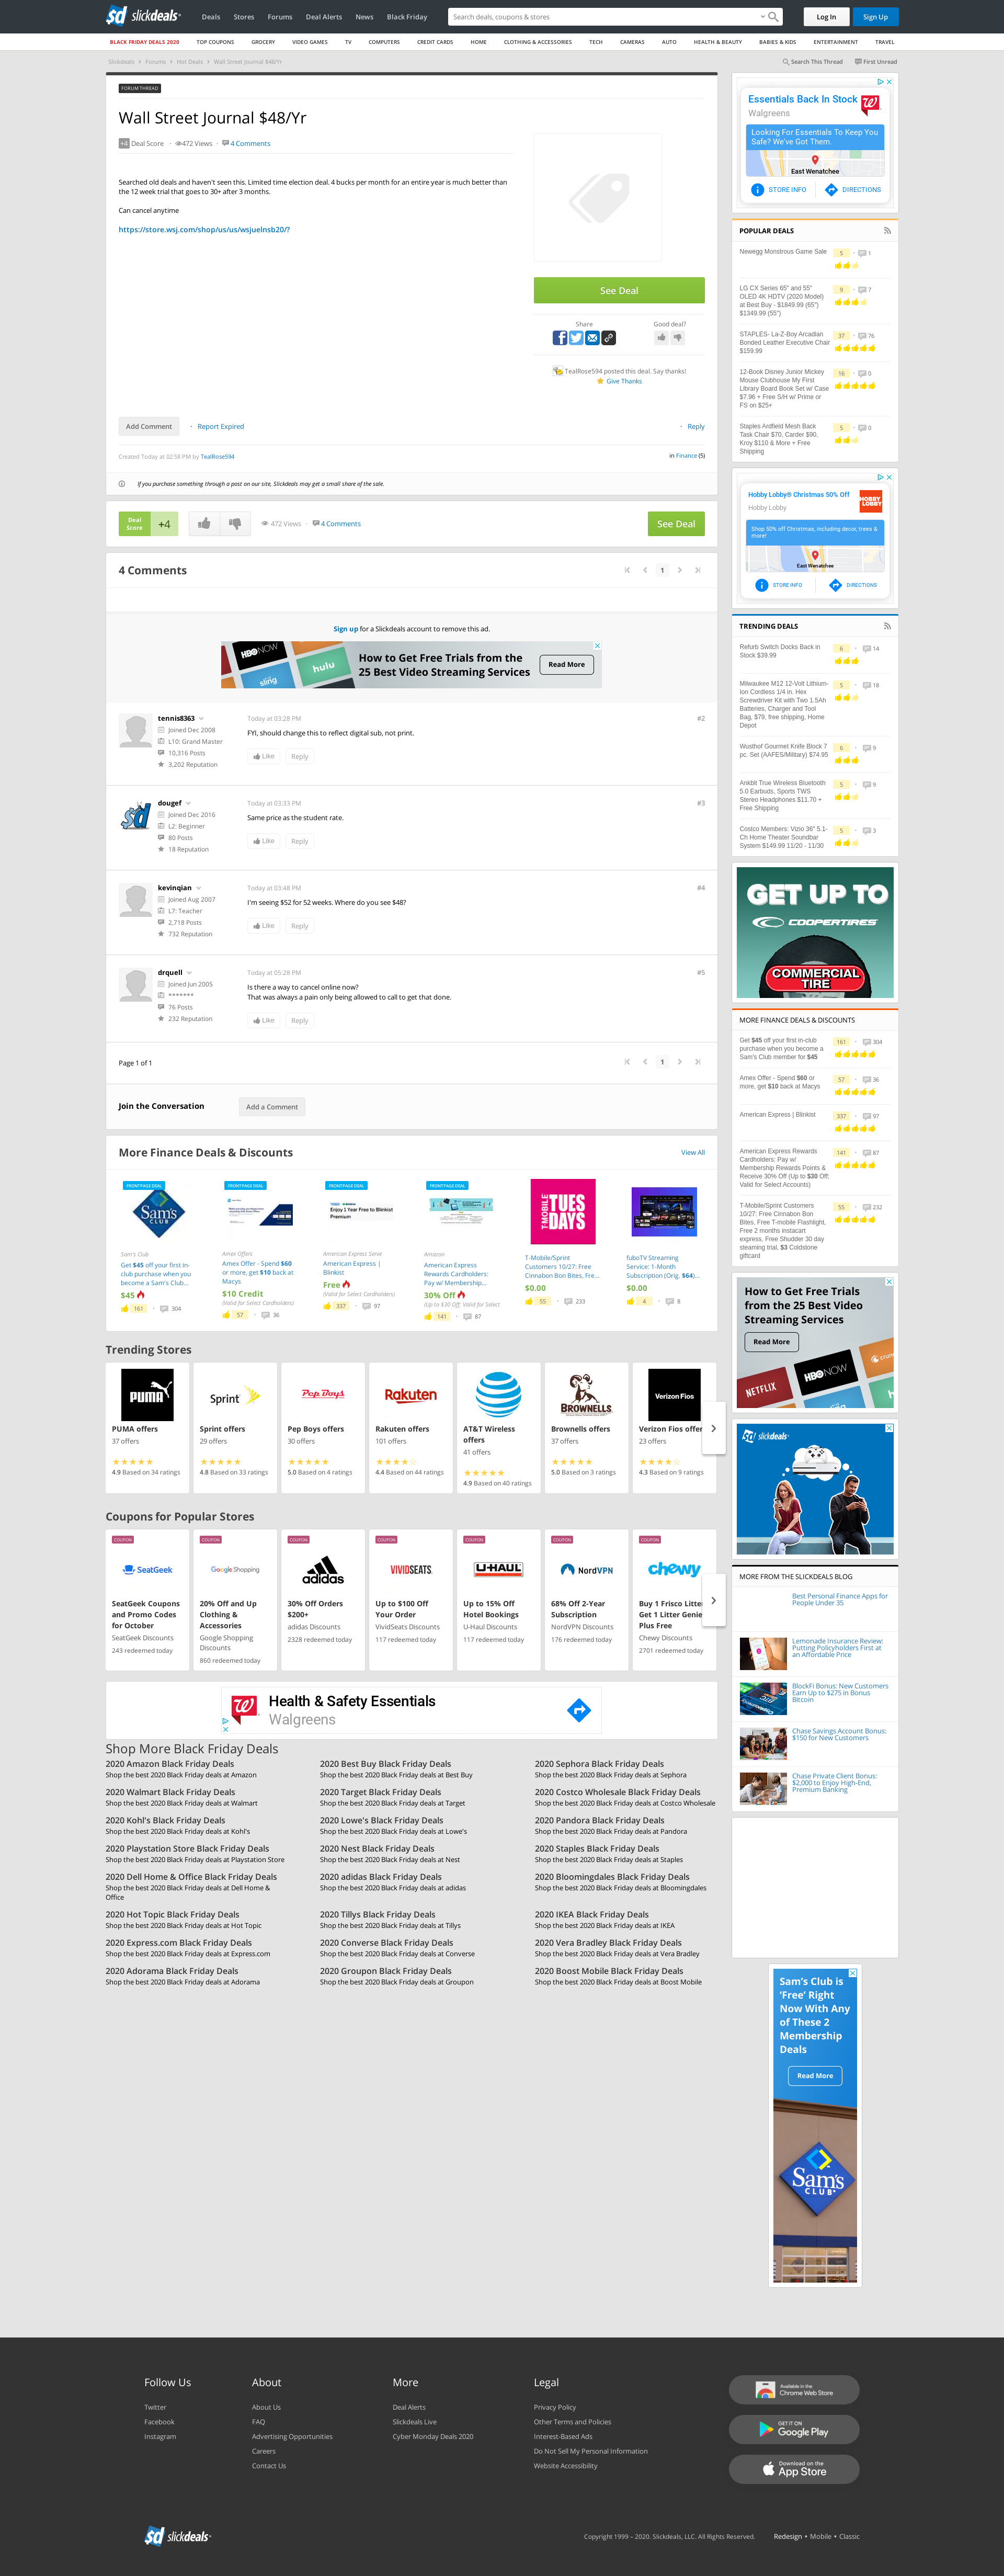 slickdeals
Deals
Stores
Forums
Deal Alerts
News
Black Friday
Search deals, coupons & stores
Log In
Sign Up
BLACK FRIDAY DEALS 2020
TOP COUPONS
GROCERY
VIDEO GAMES
TV
COMPUTERS
CREDIT CARDS
HOME
CLOTHING & ACCESSORIES
TECH
CAMERAS
AUTO
HEALTH & BEAUTY
BABIES & KIDS
ENTERTAINMENT
TRAVEL
Slickdeals > Forums > Hot Deals > Wall Street Journal $48/Yr
Search This Thread
First Unread
FORUM THREAD
Wall Street Journal $48/Yr
+4 Deal Score · 472 Views · 4 Comments
Searched old deals and haven't seen this. Limited time election deal. 4 bucks per month for an entire year is much better than
the 12 week trial that goes to 30+ after 3 months.
Can cancel anytime
https://store.wsj.com/shop/us/us/wsjuelnsb20/?
See Deal
Share
Good deal?
TealRose594 posted this deal. Say thanks!
Give Thanks
Add Comment · Report Expired
· Reply
Created Today at 02:58 PM by TealRose594
in Finance (5)
If you purchase something through a post on our site, Slickdeals may get a small share of the sale.
Deal
Score
+4
472 Views · 4 Comments
See Deal
4 Comments
1
Sign up for a Slickdeals account to remove this ad.
HBO NOW
sling
hulu
How to Get Free Trials from the
25 Best Video Streaming Services
Read More
tennis8363
Joined Dec 2008
L10: Grand Master
10,316 Posts
3,202 Reputation
Today at 03:28 PM
#2
FYI, should change this to reflect digital sub, not print.
Like
Reply
dougef
Joined Dec 2016
L2: Beginner
80 Posts
18 Reputation
Today at 03:33 PM
#3
Same price as the student rate.
Like
Reply
kevinqian
Joined Aug 2007
L7: Teacher
2,718 Posts
732 Reputation
Today at 03:48 PM
#4
I'm seeing $52 for 52 weeks. Where do you see $48?
Like
Reply
drquell
Joined Jun 2005
*******
76 Posts
232 Reputation
Today at 05:28 PM
#5
Is there a way to cancel online now?
That was always a pain only being allowed to call to get that done.
Like
Reply
Page 1 of 1
1
Join the Conversation
Add a Comment
More Finance Deals & Discounts
View All
FRONTPAGE DEAL
Sam's
CLUB
Sam's Club
Get $45 off your first in-
club purchase when you
become a Sam's Club...
$45
161 · 304
FRONTPAGE DEAL
Amex Offers
Amex Offer - Spend $60
or more, get $10 back at
Macys
$10 Credit
(Valid for Select Cardholders)
57 · 36
FRONTPAGE DEAL
Enjoy 1 Year Free to Blinkist
Premium
American Express Serve
American Express |
Blinkist
Free
(Valid for Select Cardholders)
337 · 97
FRONTPAGE DEAL
Amazon
American Express
Rewards Cardholders:
Pay w/ Membership...
30% Off
(Up to $30 Off: Valid for Select
141 · 87
T-MOBILE
TUES
DAYS
T-Mobile/Sprint
Customers 10/27: Free
Cinnabon Bon Bites, Fre...
$0.00
55 · 233
fuboTV Streaming
Service: 1-Month
Subscription (Orig. $64)...
$0.00
4 · 8
Trending Stores
PUMA
PUMA offers
37 offers
4.9 Based on 34 ratings
Sprint
Sprint offers
29 offers
4.8 Based on 33 ratings
Pep Boys
Pep Boys offers
30 offers
5.0 Based on 4 ratings
Rakuten
Rakuten offers
101 offers
4.4 Based on 44 ratings
AT&T Wireless
offers
41 offers
4.9 Based on 40 ratings
BROWNELLS
Brownells offers
37 offers
5.0 Based on 3 ratings
Verizon Fios
Verizon Fios offer
23 offers
4.3 Based on 9 ratings
Coupons for Popular Stores
COUPON
SeatGeek
SeatGeek Coupons
and Promo Codes
for October
SeatGeek Discounts
243 redeemed today
COUPON
Google Shopping
20% Off and Up
Clothing &
Accessories
Google Shopping
Discounts
860 redeemed today
COUPON
adidas
30% Off Orders
$200+
adidas Discounts
2328 redeemed today
COUPON
VIVIDSEATS
Up to $100 Off
Your Order
VividSeats Discounts
117 redeemed today
COUPON
U-HAUL
Up to 15% Off
Hotel Bookings
U-Haul Discounts
117 redeemed today
COUPON
NordVPN
68% Off 2-Year
Subscription
NordVPN Discounts
176 redeemed today
COUPON
chewy
Buy 1 Frisco Litter
Get 1 Litter Genie
Plus Free
Chewy Discounts
2701 redeemed today
Health & Safety Essentials
Walgreens
Shop More Black Friday Deals
2020 Amazon Black Friday Deals
Shop the best 2020 Black Friday deals at Amazon
2020 Best Buy Black Friday Deals
Shop the best 2020 Black Friday deals at Best Buy
2020 Sephora Black Friday Deals
Shop the best 2020 Black Friday deals at Sephora
2020 Walmart Black Friday Deals
Shop the best 2020 Black Friday deals at Walmart
2020 Target Black Friday Deals
Shop the best 2020 Black Friday deals at Target
2020 Costco Wholesale Black Friday Deals
Shop the best 2020 Black Friday deals at Costco Wholesale
2020 Kohl's Black Friday Deals
Shop the best 2020 Black Friday deals at Kohl's
2020 Lowe's Black Friday Deals
Shop the best 2020 Black Friday deals at Lowe's
2020 Pandora Black Friday Deals
Shop the best 2020 Black Friday deals at Pandora
2020 Playstation Store Black Friday Deals
Shop the best 2020 Black Friday deals at Playstation Store
2020 Nest Black Friday Deals
Shop the best 2020 Black Friday deals at Nest
2020 Staples Black Friday Deals
Shop the best 2020 Black Friday deals at Staples
2020 Dell Home & Office Black Friday Deals
Shop the best 2020 Black Friday deals at Dell Home &
Office
2020 adidas Black Friday Deals
Shop the best 2020 Black Friday deals at adidas
2020 Bloomingdales Black Friday Deals
Shop the best 2020 Black Friday deals at Bloomingdales
2020 Hot Topic Black Friday Deals
Shop the best 2020 Black Friday deals at Hot Topic
2020 Tillys Black Friday Deals
Shop the best 2020 Black Friday deals at Tillys
2020 IKEA Black Friday Deals
Shop the best 2020 Black Friday deals at IKEA
2020 Express.com Black Friday Deals
Shop the best 2020 Black Friday deals at Express.com
2020 Converse Black Friday Deals
Shop the best 2020 Black Friday deals at Converse
2020 Vera Bradley Black Friday Deals
Shop the best 2020 Black Friday deals at Vera Bradley
2020 Adorama Black Friday Deals
Shop the best 2020 Black Friday deals at Adorama
2020 Groupon Black Friday Deals
Shop the best 2020 Black Friday deals at Groupon
2020 Boost Mobile Black Friday Deals
Shop the best 2020 Black Friday deals at Boost Mobile
Essentials Back In Stock
Walgreens
Looking For Essentials To Keep You
Safe? We've Got Them.
East Wenatchee
STORE INFO
DIRECTIONS
POPULAR DEALS
Newegg Monstrous Game Sale
5 · 1
LG CX Series 65" and 55"
OLED 4K HDTV (2020 Model)
at Best Buy - $1849.99 (65")
$1349.99 (55")
9 · 7
STAPLES- La-Z-Boy Arcadian
Bonded Leather Executive Chair
$159.99
37 · 76
12-Book Disney Junior Mickey
Mouse Clubhouse My First
Library Board Book Set w/ Case
$7.96 + Free S/H w/ Prime or
FS on $25+
16 · 0
Staples Ardfield Mesh Back
Task Chair $70, Carder $90,
Kroy $110 & More + Free
Shipping
5 · 0
Hobby Lobby® Christmas 50% Off
Hobby Lobby
HOBBY
LOBBY
Shop 50% off Christmas, including decor, trees &
more!
East Wenatchee
STORE INFO
DIRECTIONS
TRENDING DEALS
Refurb Switch Docks Back in
Stock $39.99
6 · 14
Milwaukee M12 12-Volt Lithium-
Ion Cordless 1/4 in. Hex
Screwdriver Kit with Two 1.5Ah
Batteries, Charger and Tool
Bag, $79, free shipping, Home
Depot
5 · 18
Wusthof Gourmet Knife Block 7
pc. Set (AAFES/Military) $74.95
6 · 9
Ankbit True Wireless Bluetooth
5.0 Earbuds, Sports TWS
Stereo Headphones $11.70 +
Free Shipping
5 · 9
Costco Members: Vizio 36" 5.1-
Ch Home Theater Soundbar
System $149.99 11/20 - 11/30
5 · 3
GET UP TO
COOPERTIRES
COMMERCIAL
TIRE
MORE FINANCE DEALS & DISCOUNTS
Get $45 off your first in-club
purchase when you become a
Sam's Club member for $45
161 · 304
Amex Offer - Spend $60 or
more, get $10 back at Macys
57 · 36
American Express | Blinkist
337 · 97
American Express Rewards
Cardholders: Pay w/
Membership Rewards Points &
Receive 30% Off (Up to $30 Off;
Valid for Select Accounts)
141 · 87
T-Mobile/Sprint Customers
10/27: Free Cinnabon Bon
Bites, Free T-mobile Flashlight,
Free 2 months instacart
express, Free Shudder 30 day
steaming trial, $3 Coldstone
giftcard
55 · 232
How to Get Free Trials
from the 25 Best Video
Streaming Services
Read More
NETFLIX
HBO NOW
crunchy
slickdeals
MORE FROM THE SLICKDEALS BLOG
Best Personal Finance Apps for
People Under 35
Lemonade Insurance Review:
Putting Policyholders First at
an Affordable Price
BlockFi Bonus: New Customers
Earn Up to $275 in Bonus
Bitcoin
Chase Savings Account Bonus:
$150 for New Customers
Chase Private Client Bonus:
$2,000 to Enjoy High-End,
Premium Banking
Sam's Club is
'Free' Right
Now With Any
of These 2
Membership
Deals
Read More
Sam's
CLUB
Follow Us
Twitter
Facebook
Instagram
About
About Us
FAQ
Advertising Opportunities
Careers
Contact Us
More
Deal Alerts
Slickdeals Live
Cyber Monday Deals 2020
Legal
Privacy Policy
Other Terms and Policies
Interest-Based Ads
Do Not Sell My Personal Information
Website Accessibility
Available in the
Chrome Web Store
GET IT ON
Google Play
Download on the
App Store
slickdeals
Copyright 1999 – 2020. Slickdeals, LLC. All Rights Reserved.
Redesign • Mobile • Classic